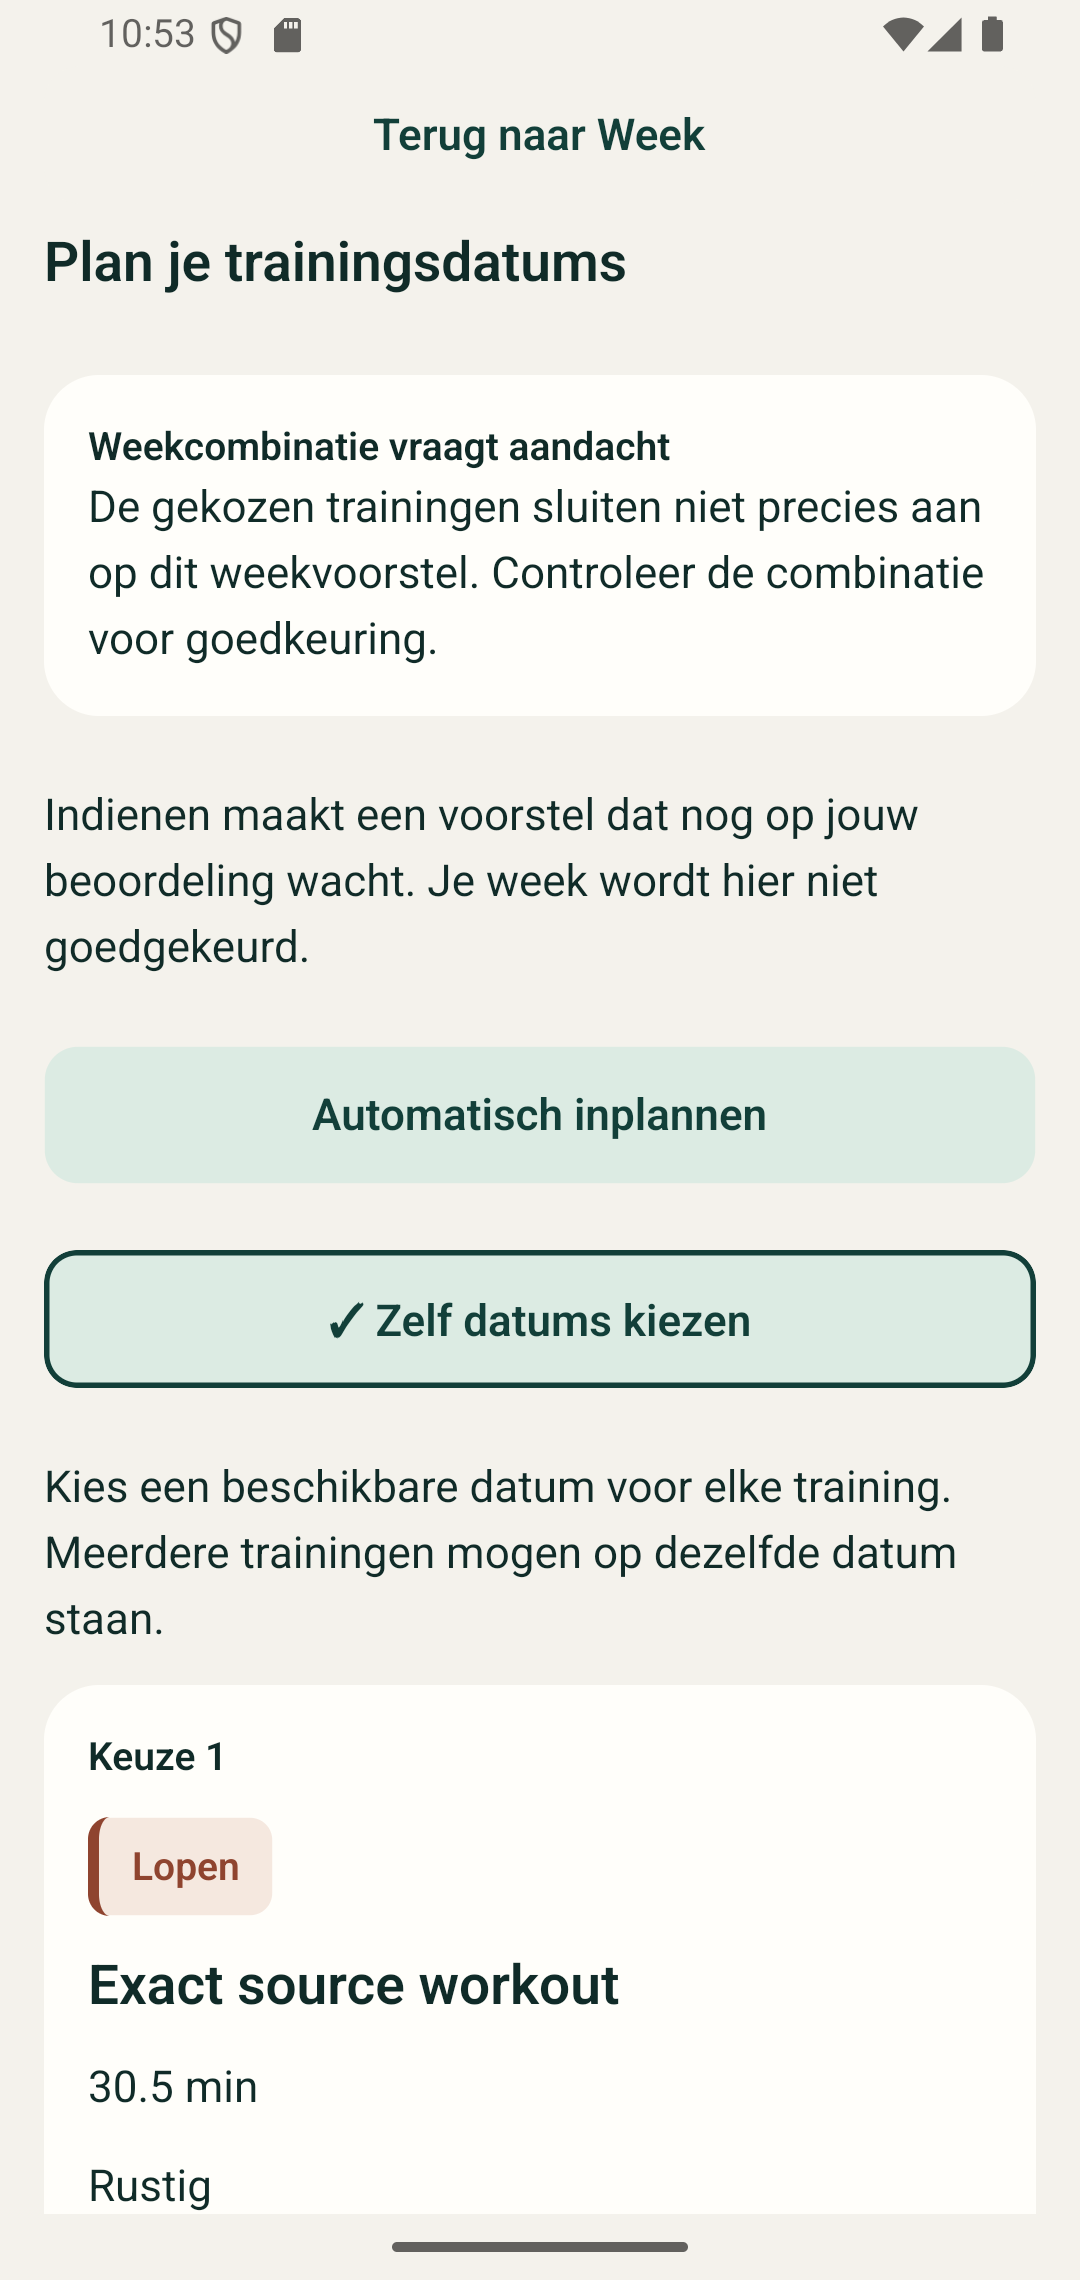 10:53
Terug naar Week
Plan je trainingsdatums
Weekcombinatie vraagt aandacht
De gekozen trainingen sluiten niet precies aan
op dit weekvoorstel. Controleer de combinatie
voor goedkeuring.
Indienen maakt een voorstel dat nog op jouw
beoordeling wacht. Je week wordt hier niet
goedgekeurd.
Automatisch inplannen
✓ Zelf datums kiezen
Kies een beschikbare datum voor elke training.
Meerdere trainingen mogen op dezelfde datum
staan.
Keuze 1
Lopen
Exact source workout
30.5 min
Rustig